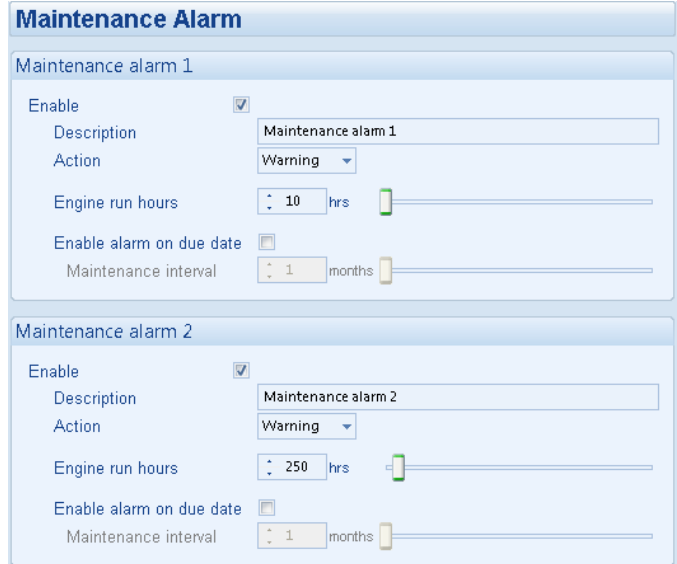 Maintenance Alarm
Maintenance alarm 1
Enable
Description Maintenance alarm 1
Action Warning
Engine run hours 10 hrs
Enable alarm on due date
Maintenance interval 1 months
Maintenance alarm 2
Enable
Description Maintenance alarm 2
Action Warning
Engine run hours 250 hrs
Enable alarm on due date
Maintenance interval 1 months